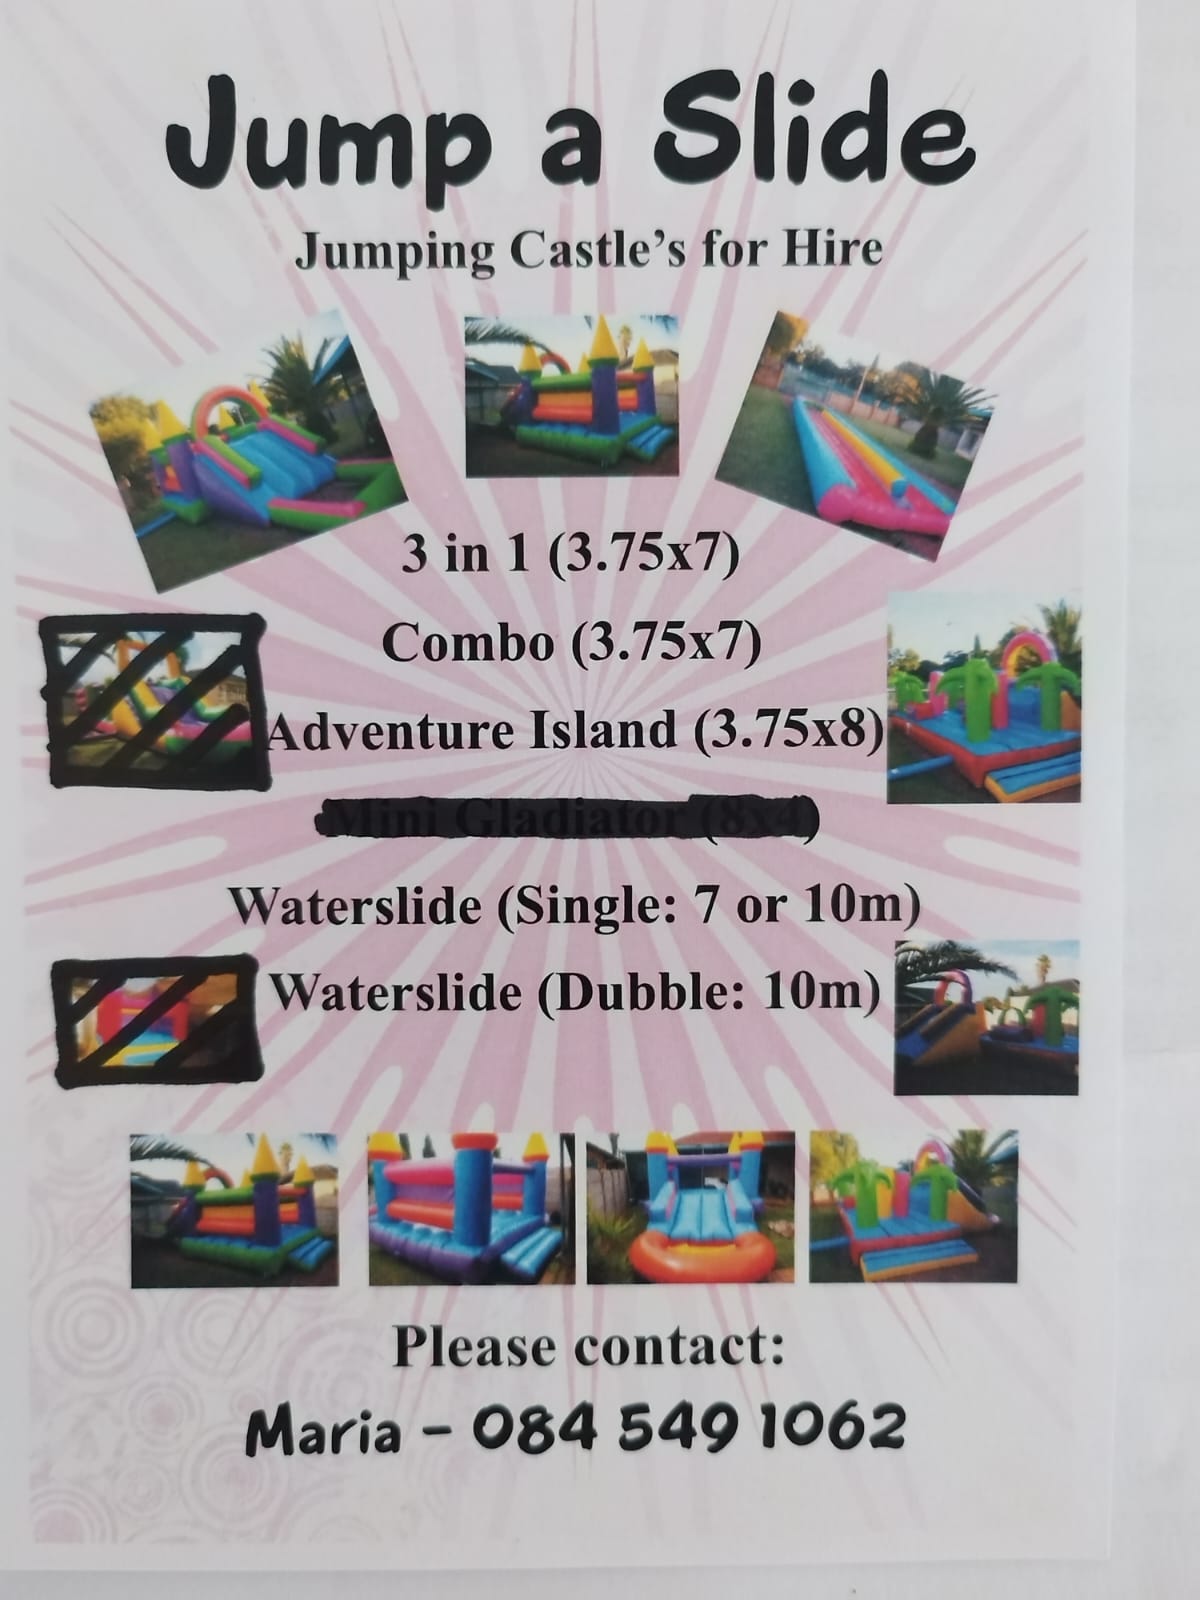 Jump a Slide
Jumping Castle's for Hire
3 in 1 (3.75x7)
Combo (3.75x7)
Adventure Island (3.75x8)
Mini Gladiator (8x4)
Waterslide (Single: 7 or 10m)
Waterslide (Dubble: 10m)
Please contact:
Maria - 084 549 1062